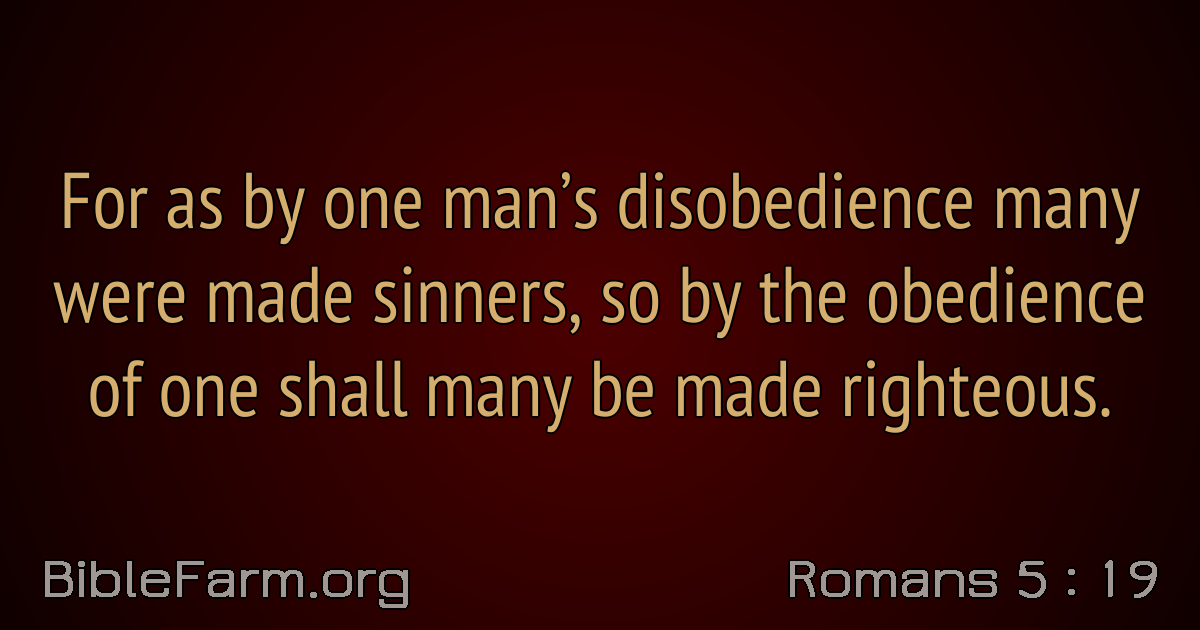 For as by one man’s disobedience many
were made sinners, so by the obedience
of one shall many be made righteous.
BibleFarm.org
Romans 5 : 19